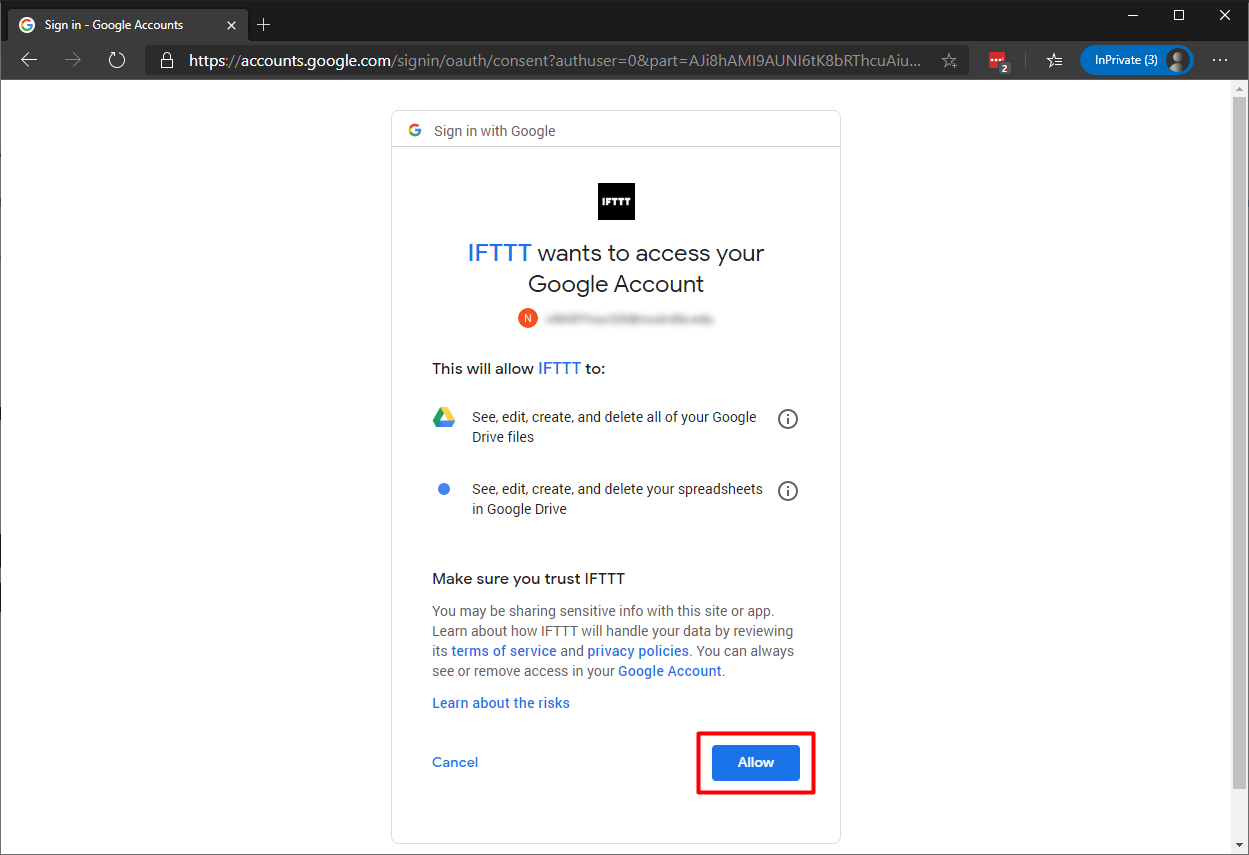 Sign in - Google Accounts
https://accounts.google.com/signin/oauth/consent?authuser=0&part=AJi8hAMI9AUNI6tK8bRThcuAiu...
2
InPrivate (3)
Sign in with Google
IFTTT
IFTTT wants to access your
Google Account
N
This will allow IFTTT to:
See, edit, create, and delete all of your Google
Drive files
See, edit, create, and delete your spreadsheets
in Google Drive
Make sure you trust IFTTT
You may be sharing sensitive info with this site or app.
Learn about how IFTTT will handle your data by reviewing
its terms of service and privacy policies. You can always
see or remove access in your Google Account.
Learn about the risks
Cancel
Allow